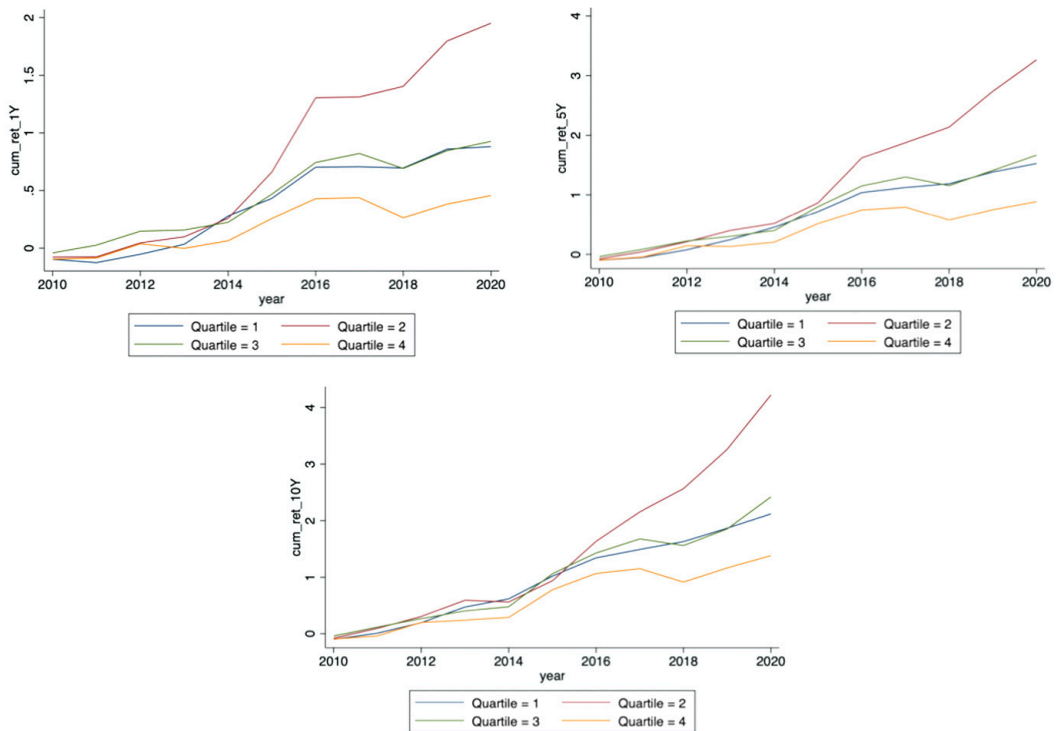 2
1.5
1
.5
0
cum_ret_1Y
2010 2012 2014 2016 2018 2020
year
Quartile = 1 Quartile = 2
Quartile = 3 Quartile = 4
4
3
2
1
0
cum_ret_5Y
2010 2012 2014 2016 2018 2020
year
Quartile = 1 Quartile = 2
Quartile = 3 Quartile = 4
4
3
2
1
0
cum_ret_10Y
2010 2012 2014 2016 2018 2020
year
Quartile = 1 Quartile = 2
Quartile = 3 Quartile = 4